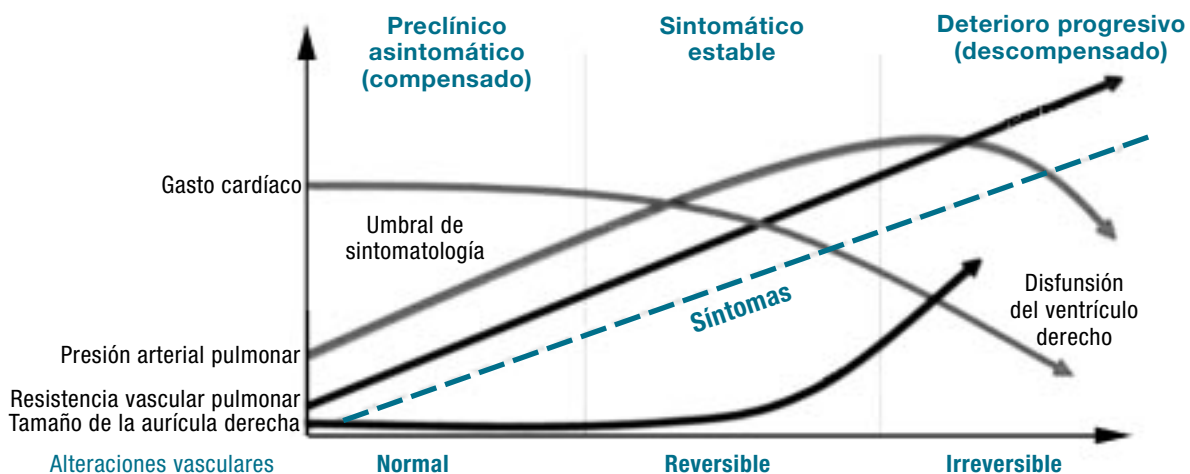 Preclínico
asintomático
(compensado)
Sintomático
estable
Deterioro progresivo
(descompensado)
Gasto cardíaco
Umbral de
sintomatología
Síntomas
Disfunsión
del ventrículo
derecho
Presión arterial pulmonar
Resistencia vascular pulmonar
Tamaño de la aurícula derecha
Alteraciones vasculares
Normal
Reversible
Irreversible